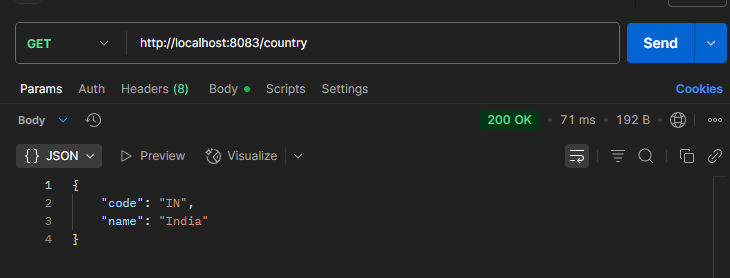 GET http://localhost:8083/country Send
Params Auth Headers (8) Body Scripts Settings Cookies
Body 200 OK 71 ms 192 B
{} JSON Preview Visualize
1 {
2 "code": "IN",
3 "name": "India"
4 }